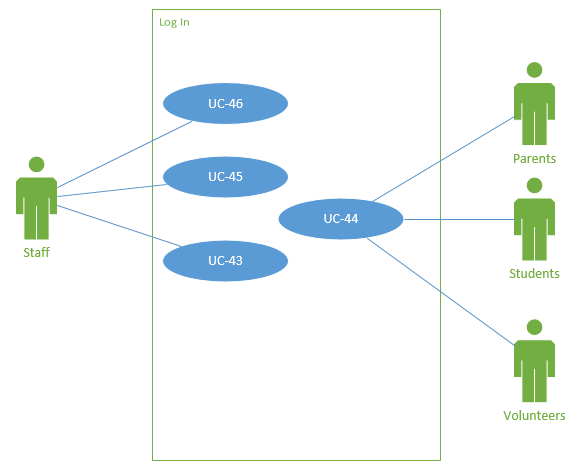 Log In
UC-46
UC-45
UC-44
UC-43
Staff
Parents
Students
Volunteers